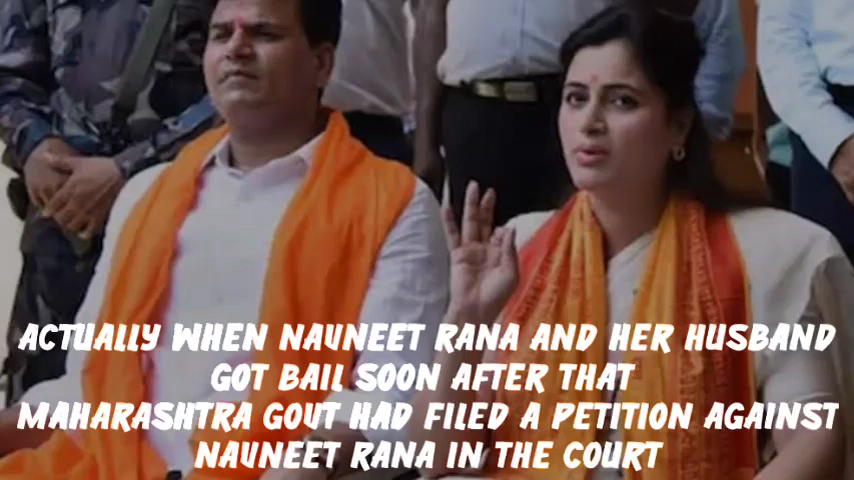 ACTUALLY WHEN NAVNEET RANA AND HER HUSBAND
GOT BAIL SOON AFTER THAT
MAHARASHTRA GOVT HAD FILED A PETITION AGAINST
NAVNEET RANA IN THE COURT